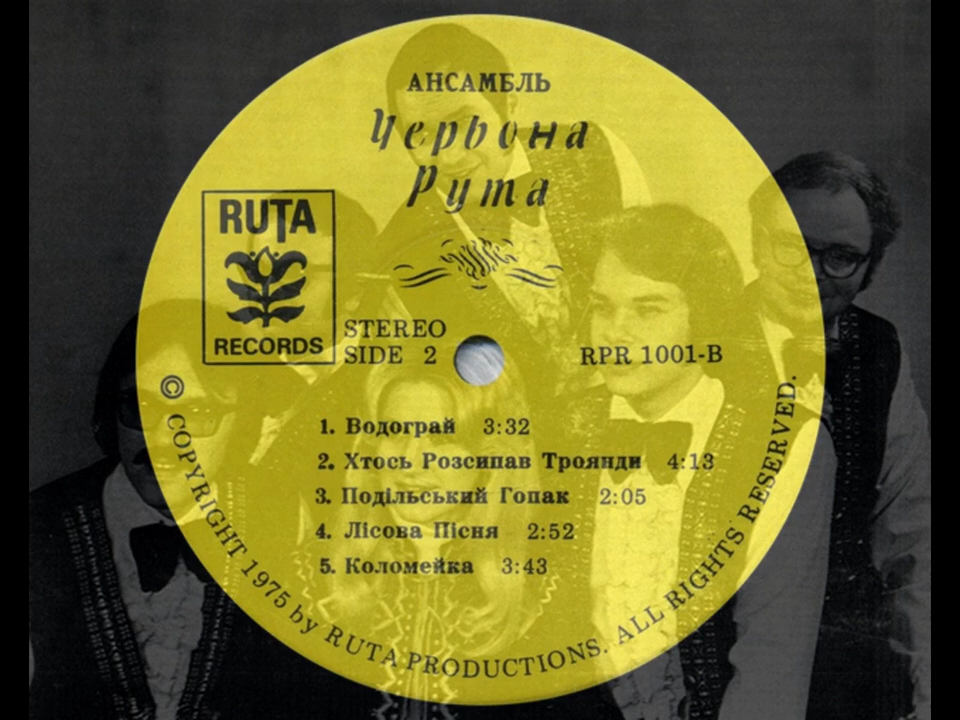 АНСАМБЛЬ
Червона
Рута
RUTA
RECORDS
STEREO
SIDE 2
RPR 1001-B
1. Водограй 3:32
2. Хтось Розсипав Троянди 4:13
3. Подільський Гопак 2:05
4. Лісова Пісня 2:52
5. Коломейка 3:43
© COPYRIGHT 1975 by RUTA PRODUCTIONS. ALL RIGHTS RESERVED.